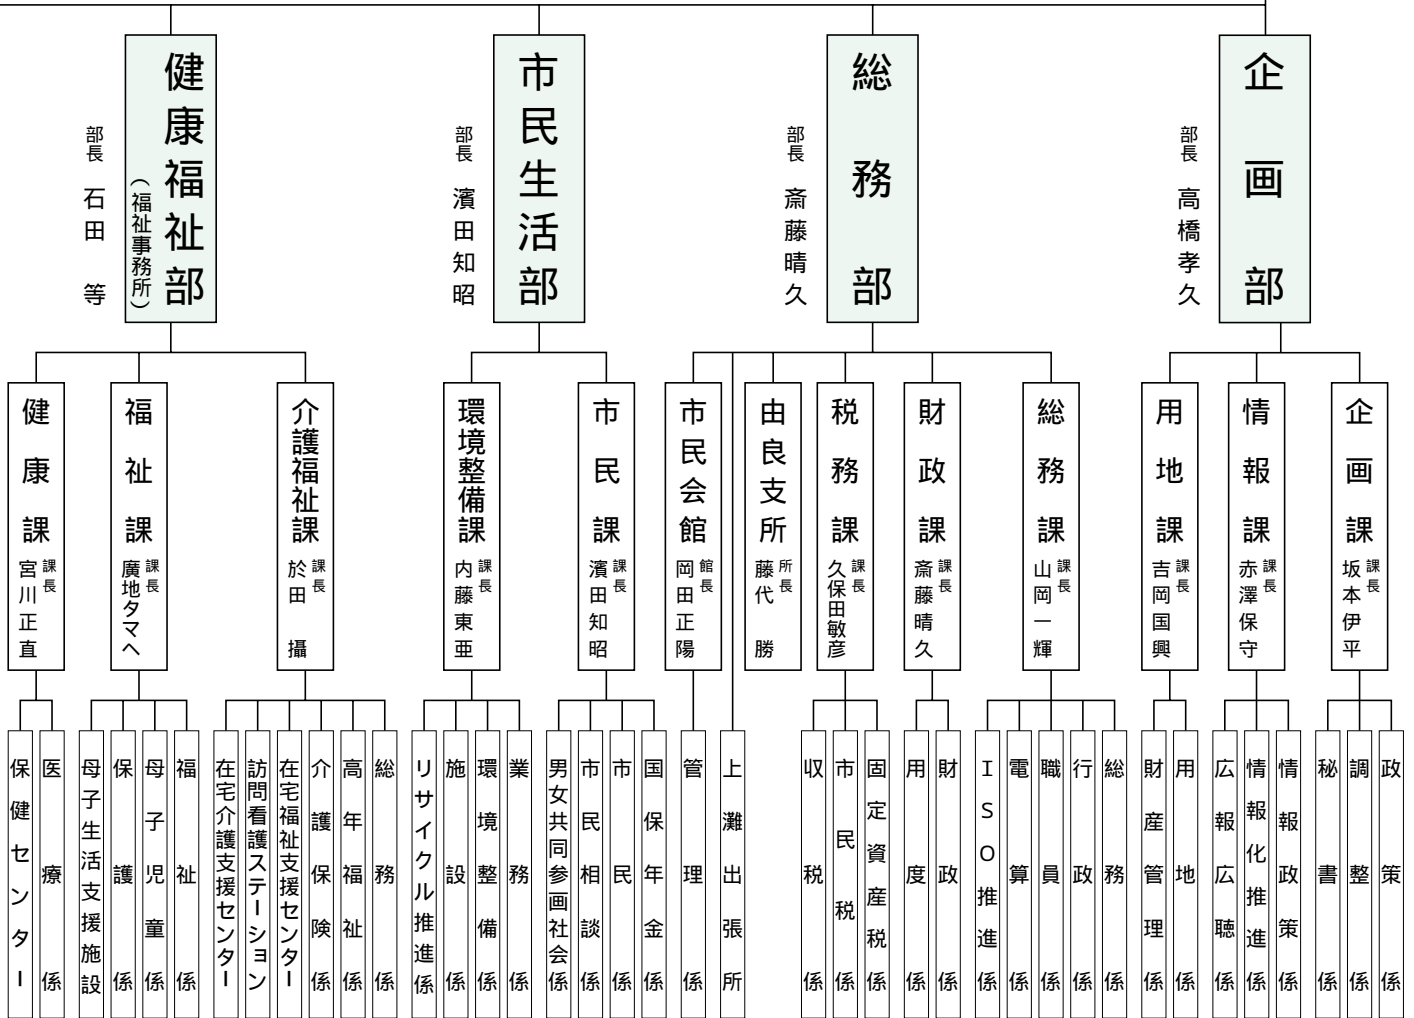 企画部
部長 高橋孝久
総務部
部長 斎藤晴久
市民生活部
部長 濱田知昭
健康福祉部
(福祉事務所)
部長 石田 等
企画課
課長
坂本伊平
情報課
課長
赤澤保守
用地課
課長
吉岡国興
総務課
課長
山岡一輝
財政課
課長
斎藤晴久
税務課
課長
久保田敏彦
由良支所
所長
藤代 勝
市民会館
館長
岡田正陽
市民課
課長
濱田知昭
環境整備課
課長
内藤東亜
介護福祉課
課長
於田 攝
福祉課
課長
廣地タマヘ
健康課
課長
宮川正直
政策係
調整係
秘書係
情報政策係
情報化推進係
広報広聴係
用地係
財産管理係
総務係
行政係
職員係
電算係
ISO推進係
財政係
用度係
固定資産税係
市民税係
収税係
上灘出張所
管理係
国保年金係
市民係
市民相談係
男女共同参画社会係
業務係
環境整備係
施設係
リサイクル推進係
総務係
高年福祉係
介護保険係
在宅福祉支援センター
訪問看護ステーション
在宅介護支援センター
福祉係
母子児童係
保護係
母子生活支援施設
医療係
保健センター